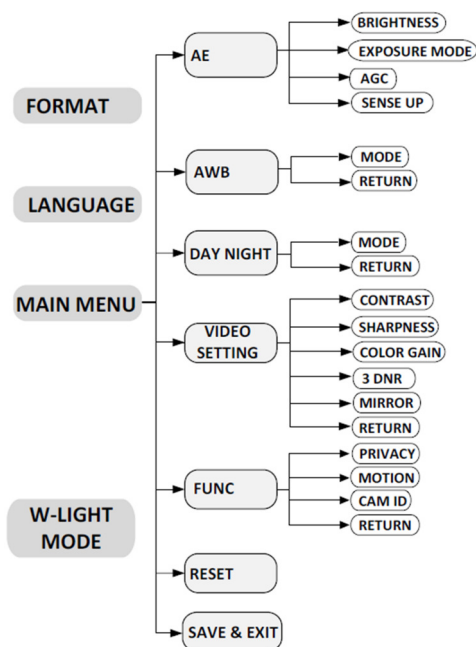 FORMAT
LANGUAGE
MAIN MENU
W-LIGHT
MODE
AE
BRIGHTNESS
EXPOSURE MODE
AGC
SENSE UP
AWB
MODE
RETURN
DAY NIGHT
MODE
RETURN
VIDEO
SETTING
CONTRAST
SHARPNESS
COLOR GAIN
3 DNR
MIRROR
RETURN
FUNC
PRIVACY
MOTION
CAM ID
RETURN
RESET
SAVE & EXIT